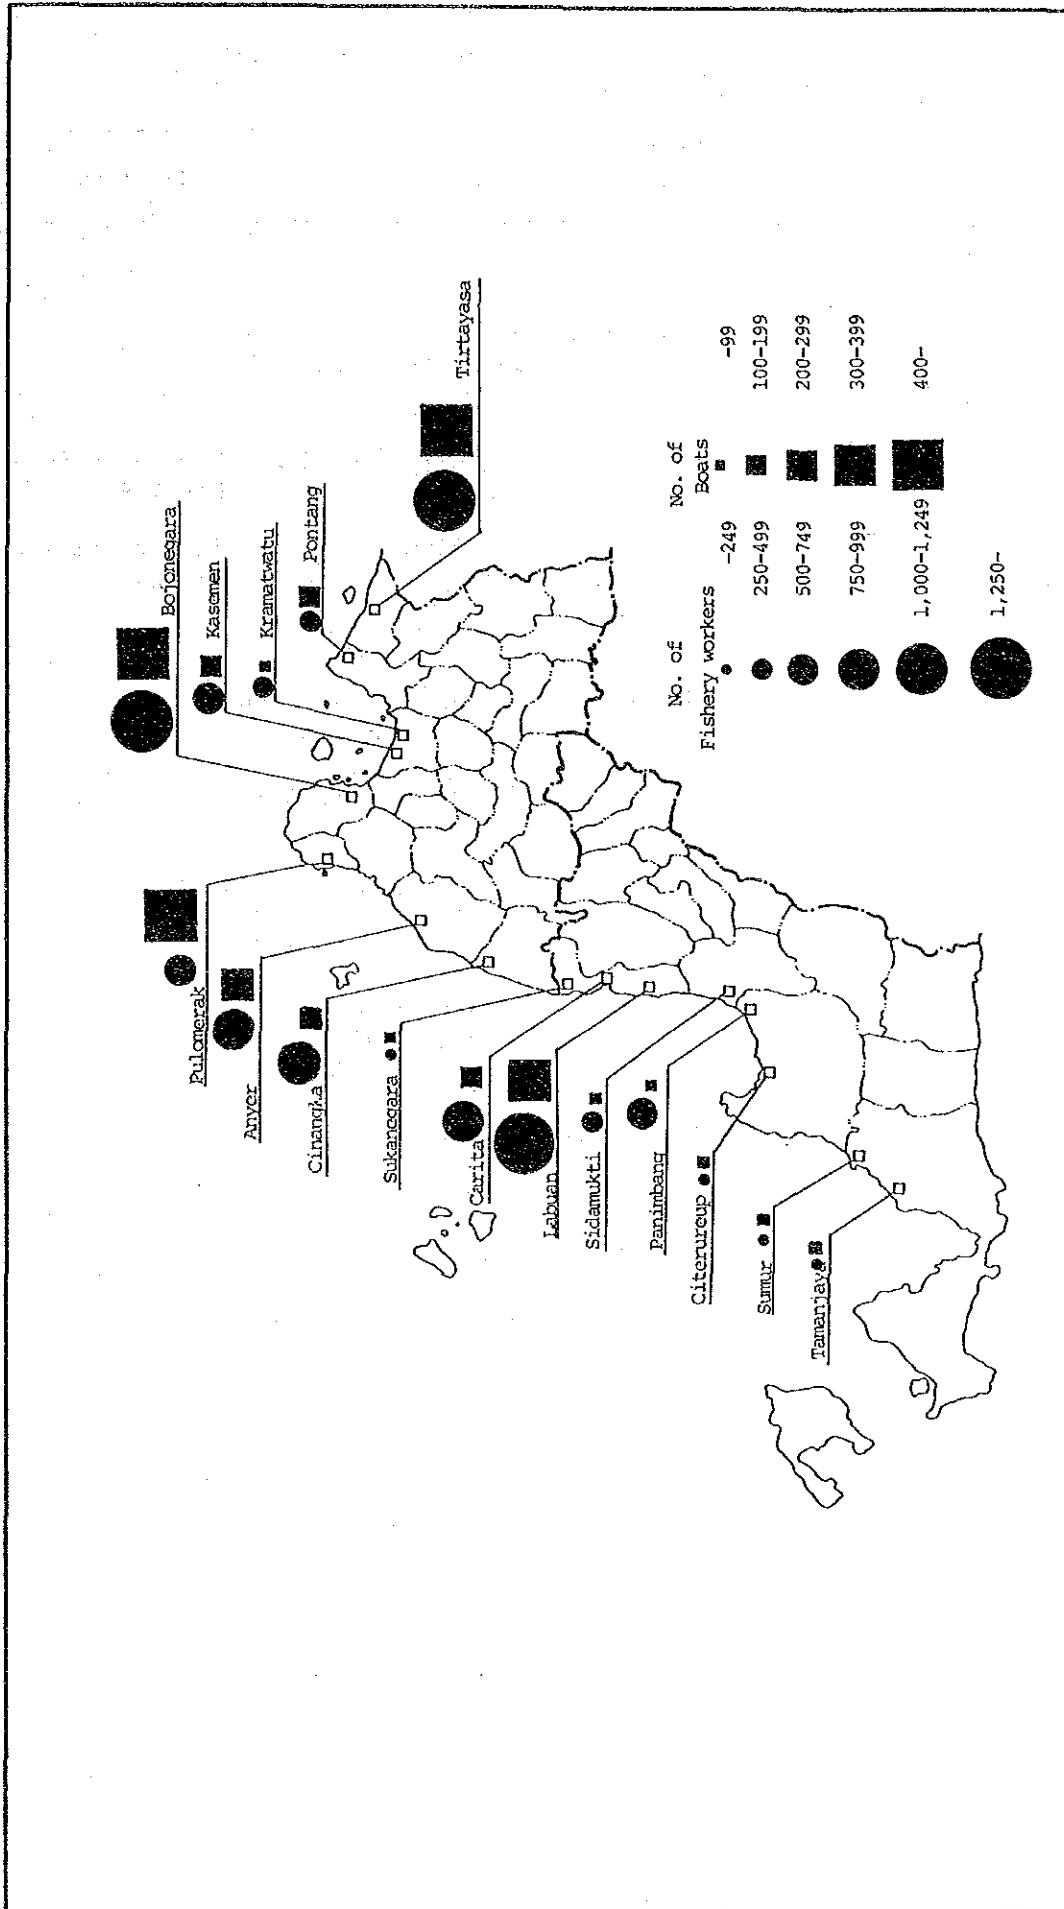 Bojonegara
Kasemen
Kramatwatu
Pontang
Tirtayasa
Pulomerak
Anyer
Cinangka
Sukanegara
Carita
Labuan
Sidamukti
Panimbang
Citerureup
Sumur
Tamanjaya
No. of
Fishery workers
-249
250-499
500-749
750-999
1,000-1,249
1,250-
No. of
Boats
-99
100-199
200-299
300-399
400-